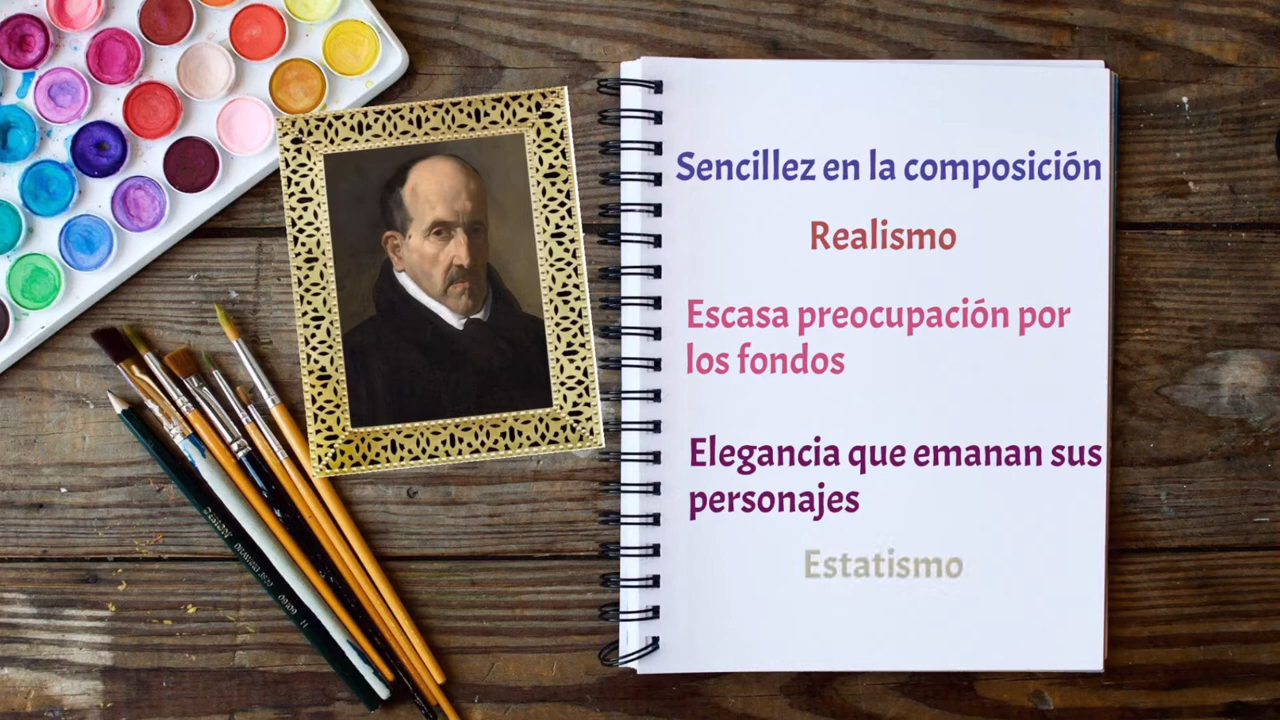 Sencillez en la composición
Realismo
Escasa preocupación por
los fondos
Elegancia que emanan sus
personajes
Estatismo